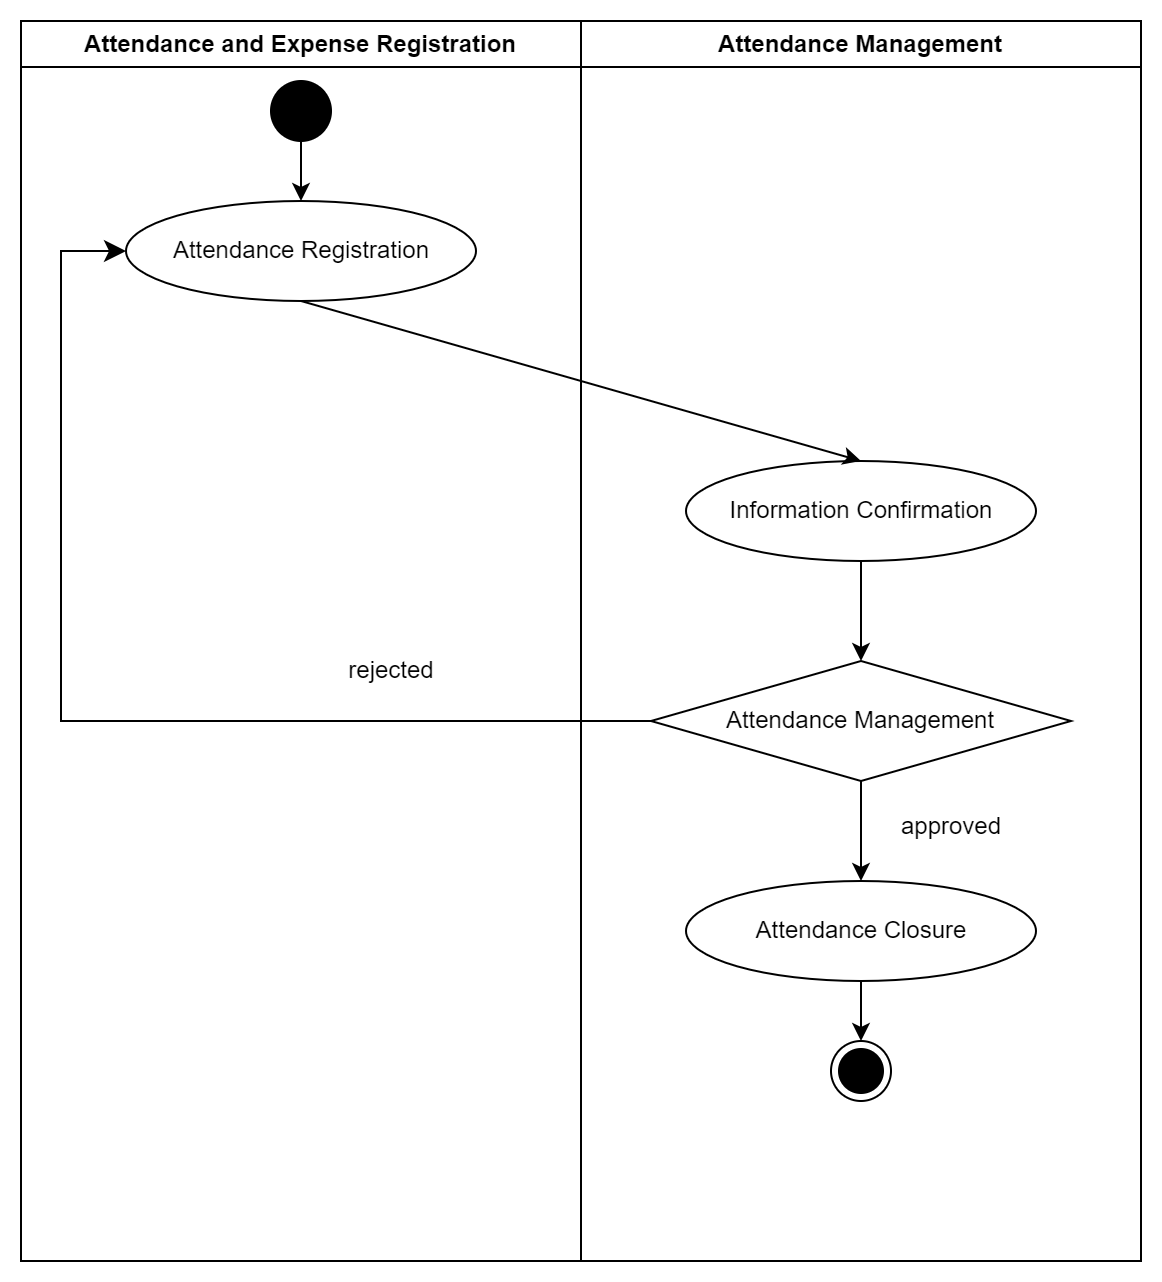 Attendance and Expense Registration
Attendance Management
Attendance Registration
Information Confirmation
rejected
Attendance Management
approved
Attendance Closure